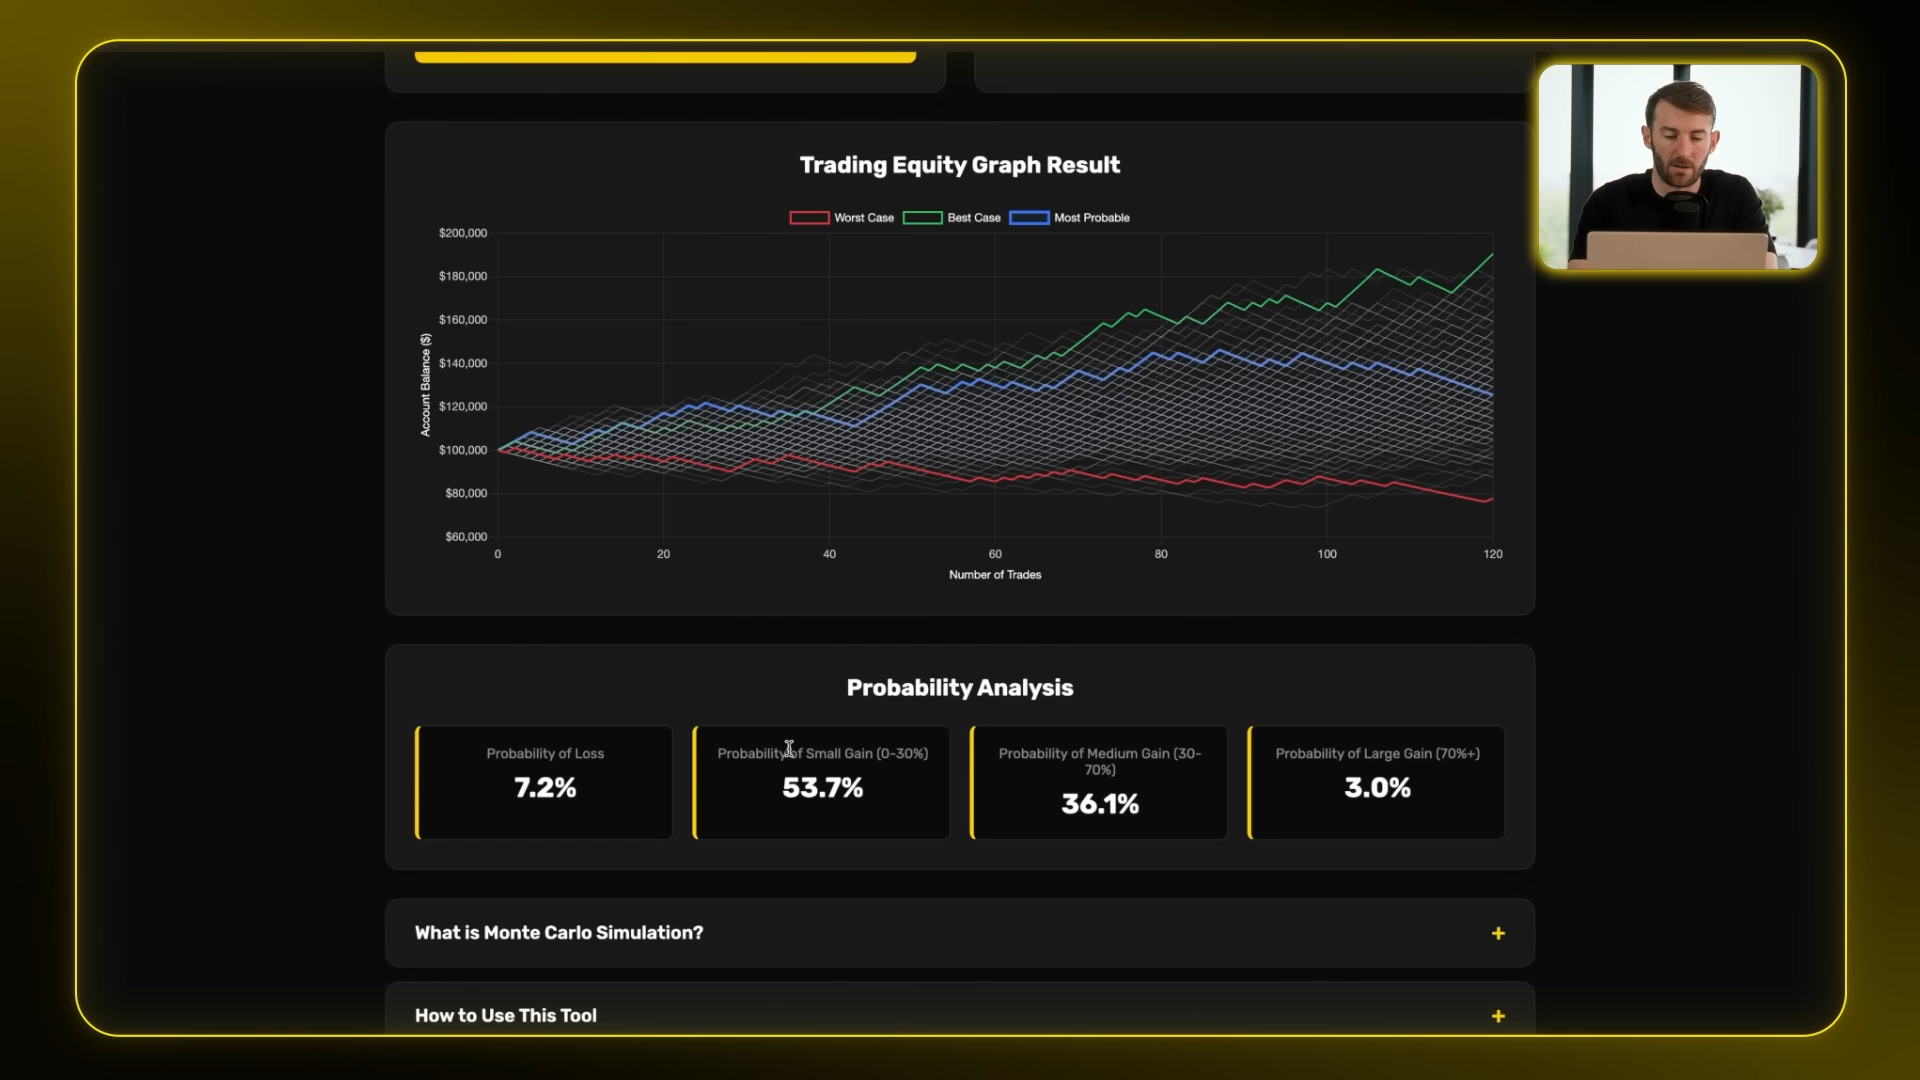 Trading Equity Graph Result
Worst Case Best Case Most Probable
$200,000
$180,000
$160,000
$140,000
$120,000
$100,000
$80,000
$60,000
Account Balance ($)
0 20 40 60 80 100 120
Number of Trades
Probability Analysis
Probability of Loss
7.2%
Probability of Small Gain (0-30%)
53.7%
Probability of Medium Gain (30-
70%)
36.1%
Probability of Large Gain (70%+)
3.0%
What is Monte Carlo Simulation? +
How to Use This Tool +